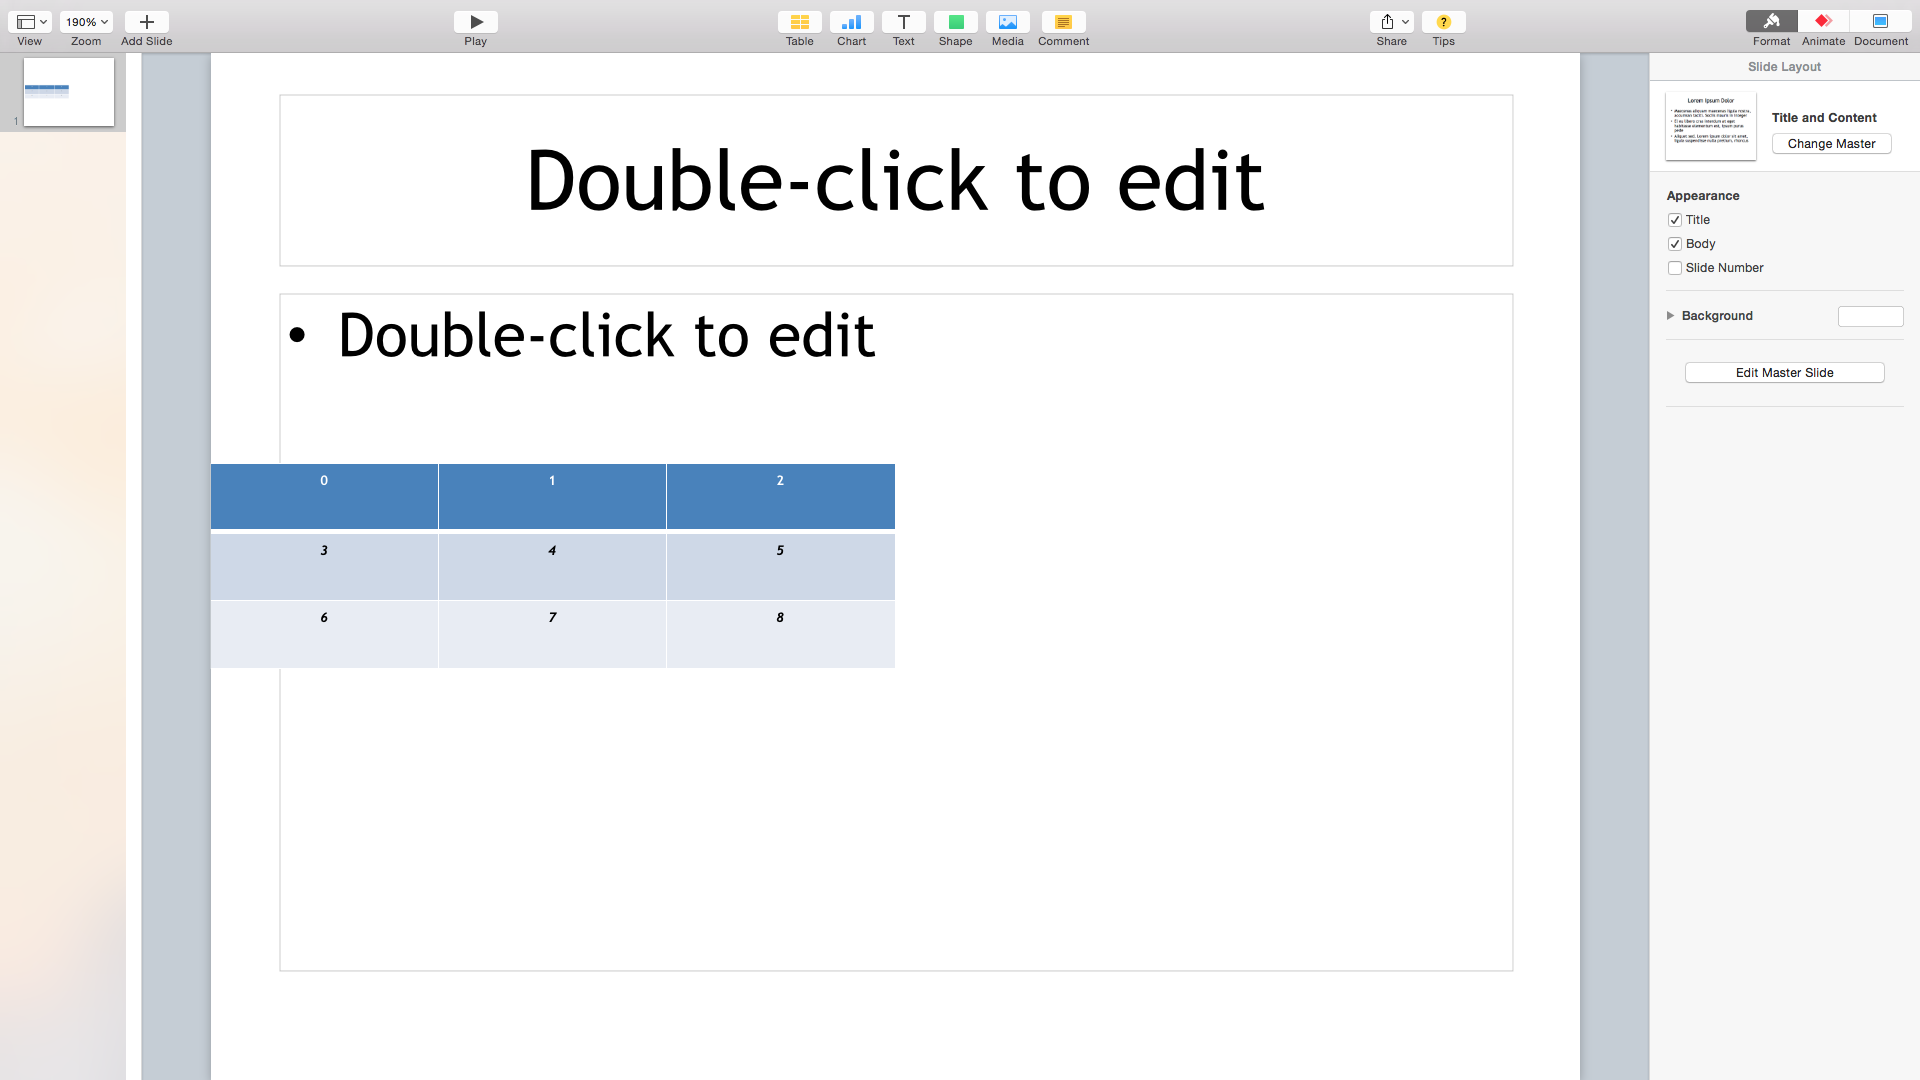 190%
View
Zoom
Add Slide
Play
Table
Chart
Text
Shape
Media
Comment
Share
?
Tips
Format
Animate
Document
1
Double-click to edit
• Double-click to edit
0 1 2
3 4 5
6 7 8
Slide Layout
Lorem Ipsum Dolor
Title and Content
Change Master
Appearance
Title
Body
Slide Number
Background
Edit Master Slide